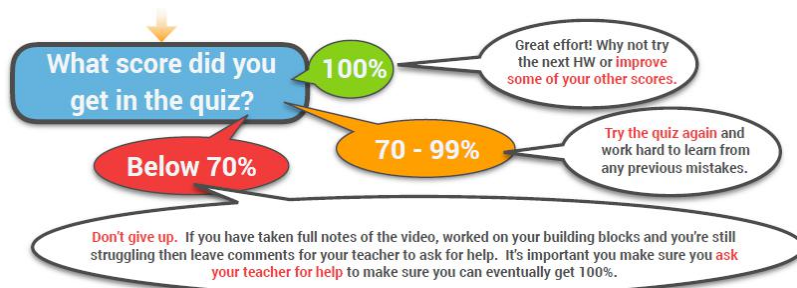 What score did you
get in the quiz?
100%
Great effort! Why not try
the next HW or improve
some of your other scores.
70 - 99%
Try the quiz again and
work hard to learn from
any previous mistakes.
Below 70%
Don't give up. If you have taken full notes of the video, worked on your building blocks and you're still
struggling then leave comments for your teacher to ask for help. It's important you make sure you ask
your teacher for help to make sure you can eventually get 100%.